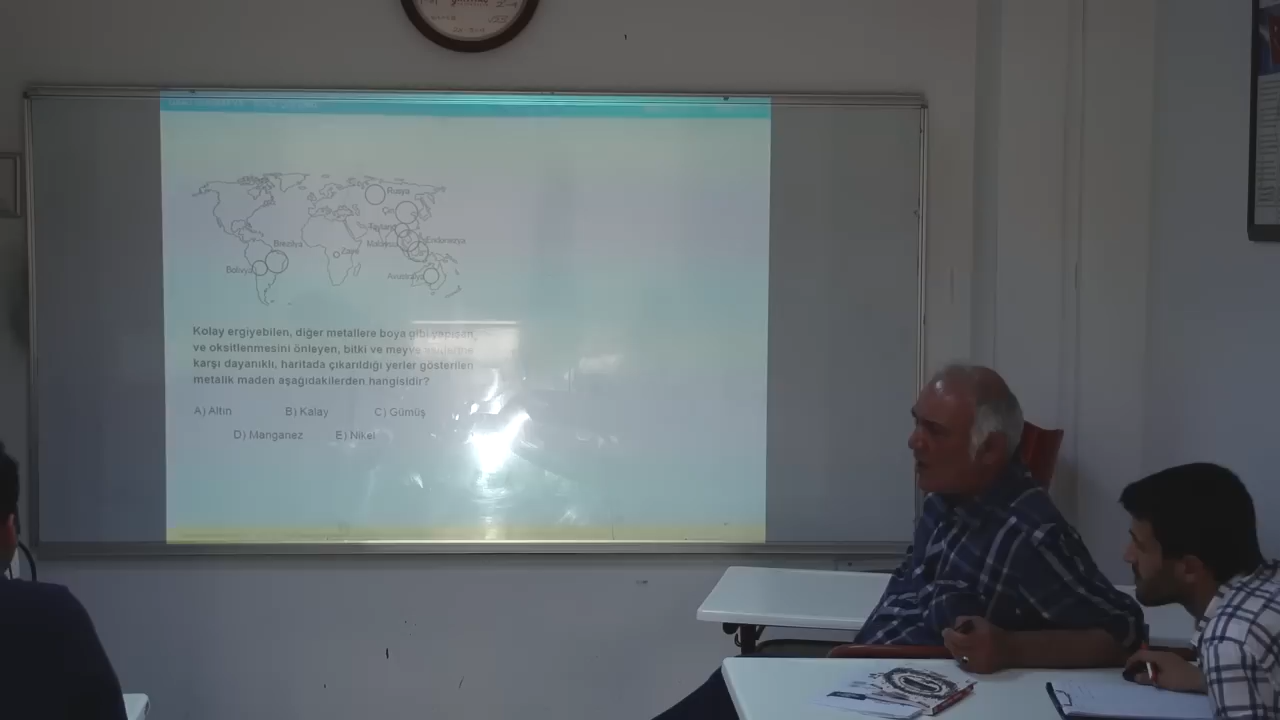 Rusya
Çin
Tayland
Malezya
Endonezya
Brezilya
Zaire
Bolivya
Avustralya
Kolay ergiyebilen, diğer metallere boya gibi yapışan,
ve oksitlenmesini önleyen, bitki ve meyve
karşı dayanıklı, haritada çıkarıldığı yerler gösterilen
metalik maden aşağıdakilerden hangisidir?
A) Altın B) Kalay C) Gümüş
D) Manganez E) Nikel